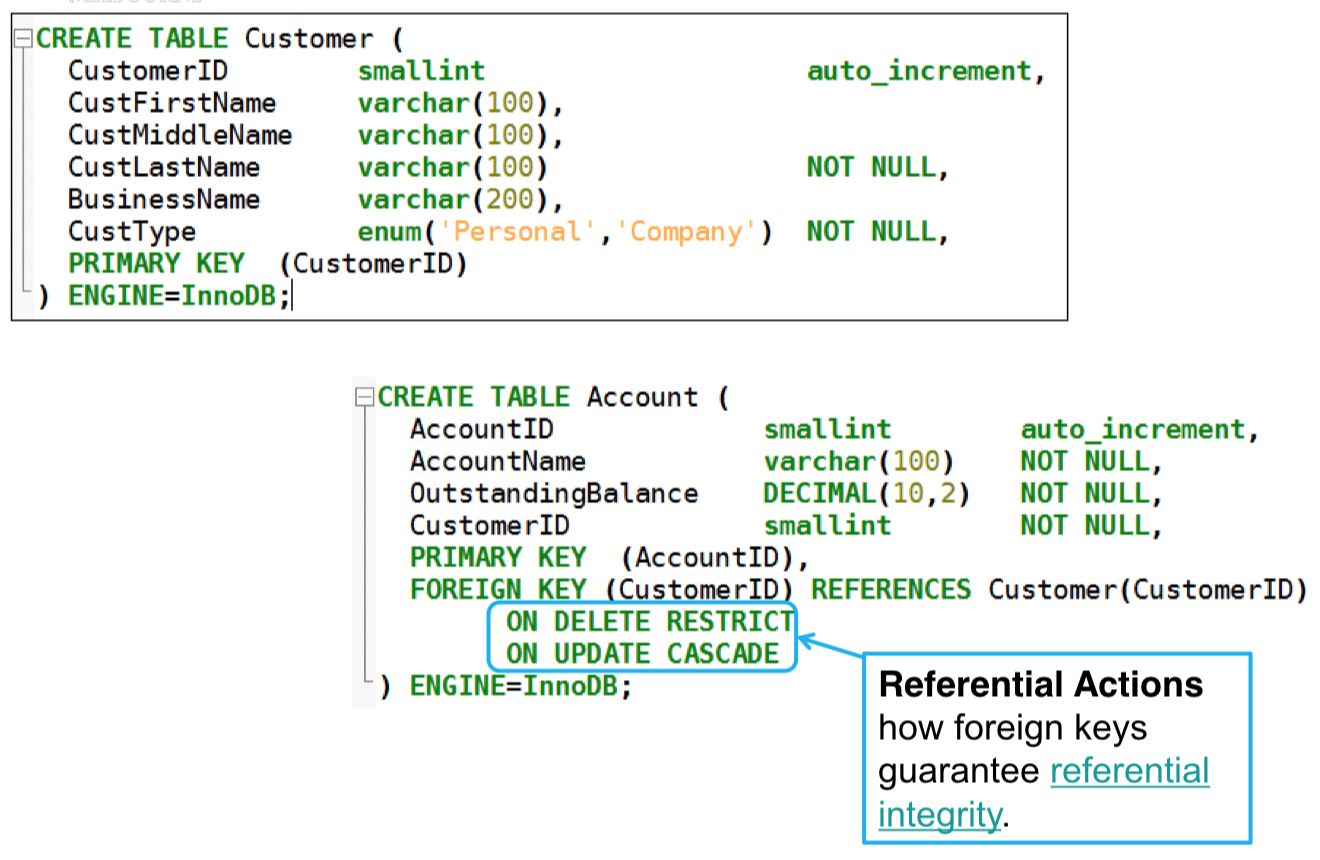 CREATE TABLE Customer (
CustomerID smallint auto_increment,
CustFirstName varchar(100),
CustMiddleName varchar(100),
CustLastName varchar(100) NOT NULL,
BusinessName varchar(200),
CustType enum('Personal','Company') NOT NULL,
PRIMARY KEY (CustomerID)
) ENGINE=InnoDB;
CREATE TABLE Account (
AccountID smallint auto_increment,
AccountName varchar(100) NOT NULL,
OutstandingBalance DECIMAL(10,2) NOT NULL,
CustomerID smallint NOT NULL,
PRIMARY KEY (AccountID),
FOREIGN KEY (CustomerID) REFERENCES Customer(CustomerID)
ON DELETE RESTRICT
ON UPDATE CASCADE
) ENGINE=InnoDB;
Referential Actions
how foreign keys
guarantee referential
integrity.